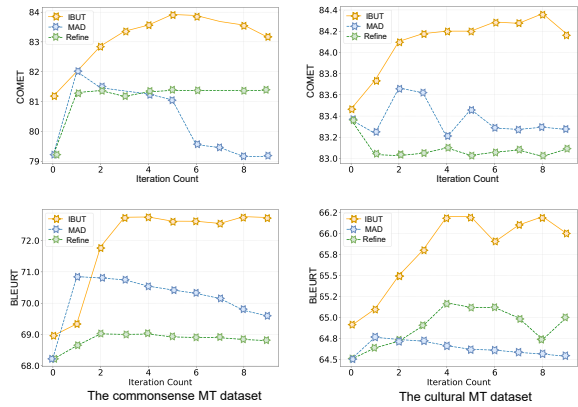 84
83
82
81
80
79
COMET
IBUT
MAD
Refine
0
2
4
6
8
Iteration Count
84.4
84.2
84.0
83.8
83.6
83.4
83.2
83.0
COMET
IBUT
MAD
Refine
0
2
4
6
8
Iteration Count
72.0
71.0
70.0
69.0
68.0
BLEURT
IBUT
MAD
Refine
0
2
4
6
8
Iteration Count
The commonsense MT dataset
66.2
66.0
65.8
65.5
65.2
65.0
64.8
64.5
BLEURT
IBUT
MAD
Refine
0
2
4
6
8
Iteration Count
The cultural MT dataset